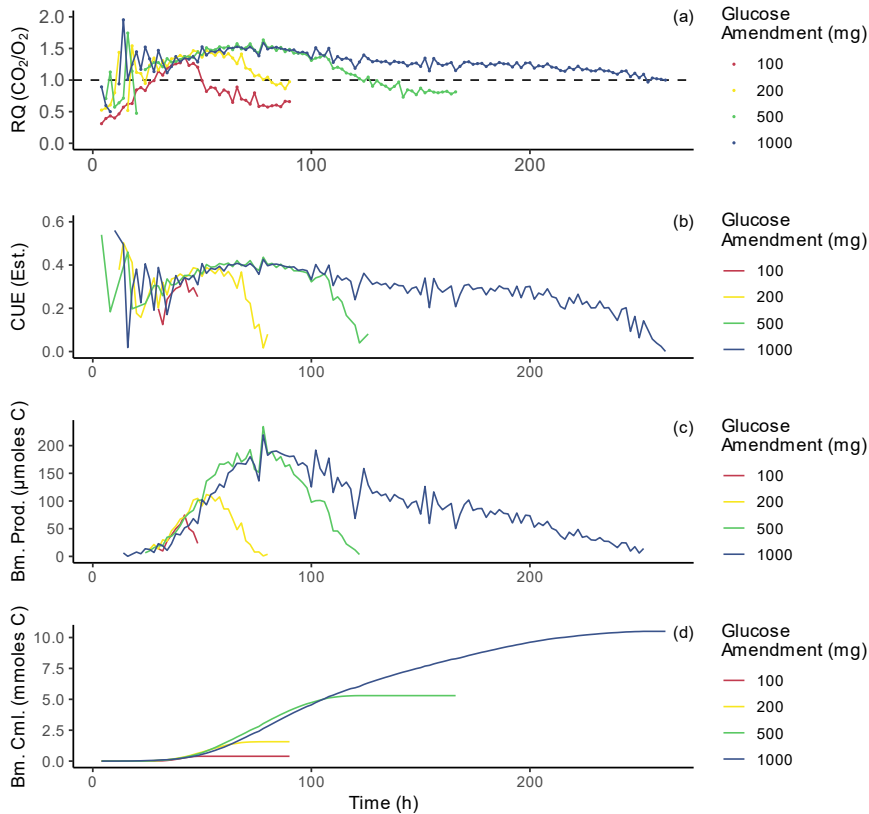 RQ (CO₂/O₂)
2.0
1.5
1.0
0.5
0.0
0
100
200
(a)
Glucose
Amendment (mg)
100
200
500
1000
CUE (Est.)
0.6
0.4
0.2
0.0
0
100
200
(b)
Glucose
Amendment (mg)
100
200
500
1000
Bm. Prod. (μmoles C)
200
150
100
50
0
0
100
200
(c)
Glucose
Amendment (mg)
100
200
500
1000
Bm. Cml. (mmoles C)
10.0
7.5
5.0
2.5
0.0
0
100
200
(d)
Glucose
Amendment (mg)
100
200
500
1000
Time (h)